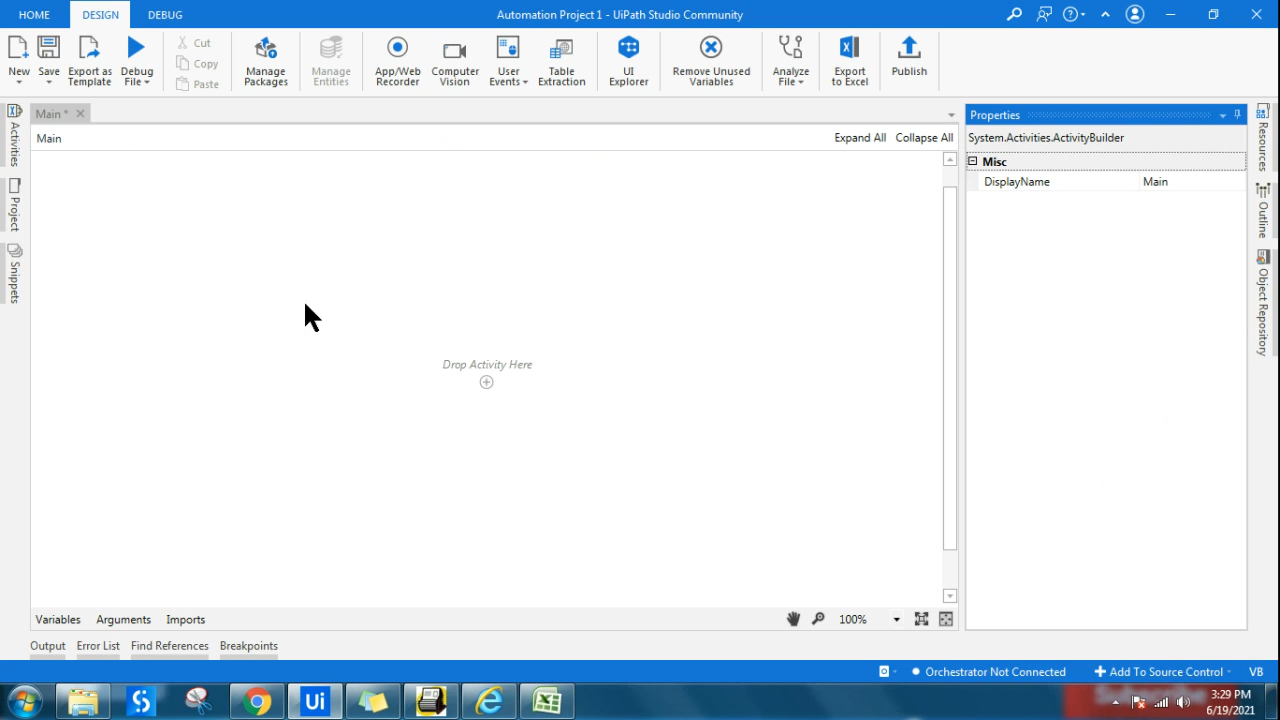 HOME DESIGN DEBUG Automation Project 1 - UiPath Studio Community
New Save Export as Template Debug File Cut Copy Paste Manage Packages Manage Entities App/Web Recorder Computer Vision User Events Table Extraction UI Explorer Remove Unused Variables Analyze File Export to Excel Publish
Main *
Properties
Main Expand All Collapse All
System.Activities.ActivityBuilder
Misc
DisplayName Main
Activities
Project
Snippets
Resources
Outline
Object Repository
Drop Activity Here
Variables Arguments Imports 100%
Output Error List Find References Breakpoints
Orchestrator Not Connected Add To Source Control VB
Ui
3:29 PM
6/19/2021